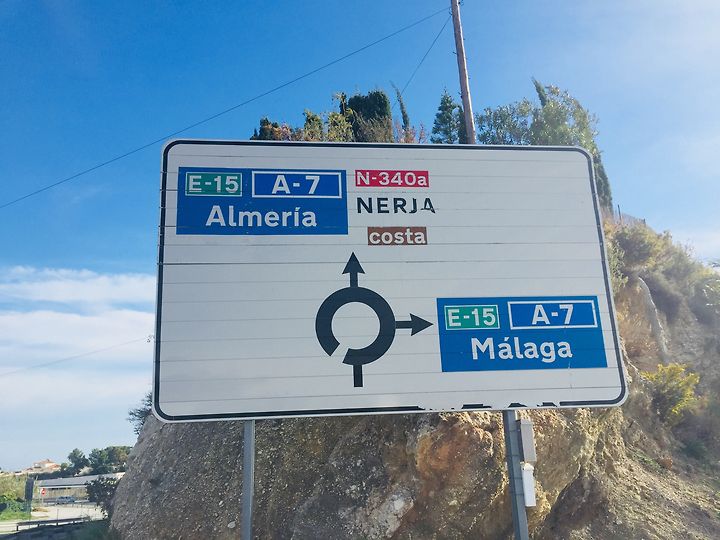 E-15 A-7
Almería
N-340a
NERJA
costa
E-15 A-7
Málaga